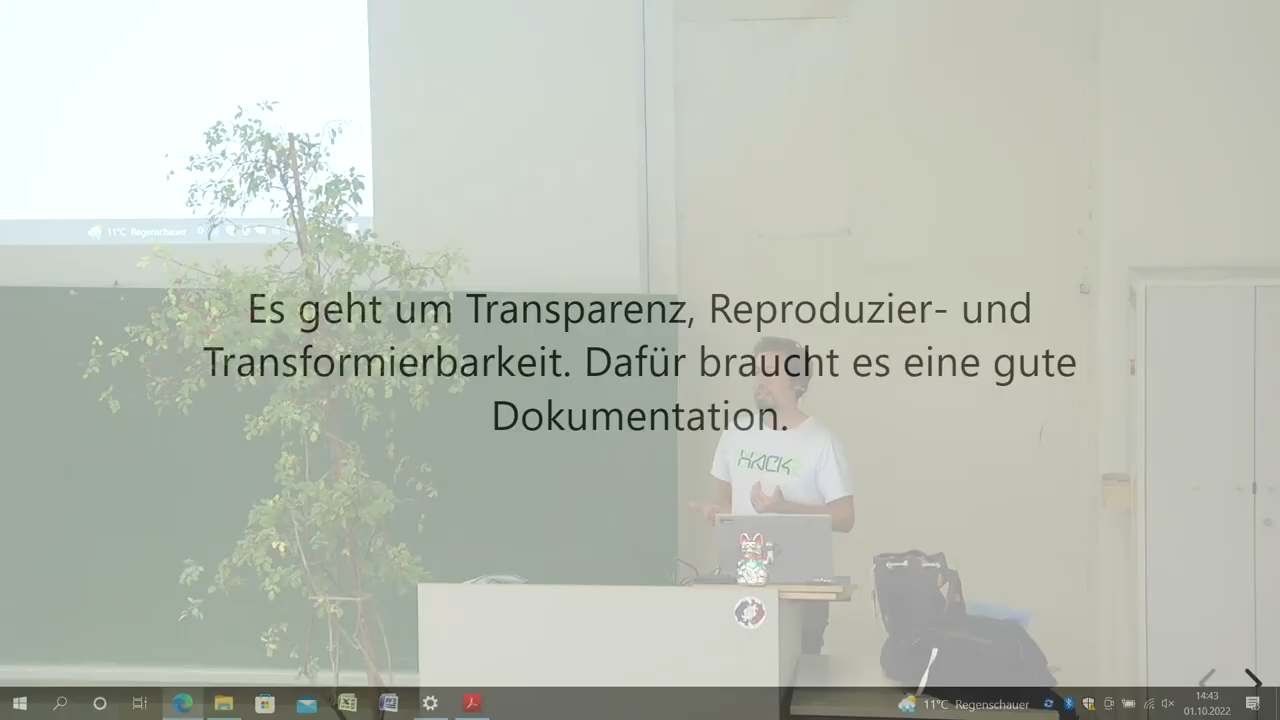 11°C Regenschauer
Es geht um Transparenz, Reproduzier- und
Transformierbarkeit. Dafür braucht es eine gute
Dokumentation.
HACK
11°C Regenschauer
14:43
01.10.2022